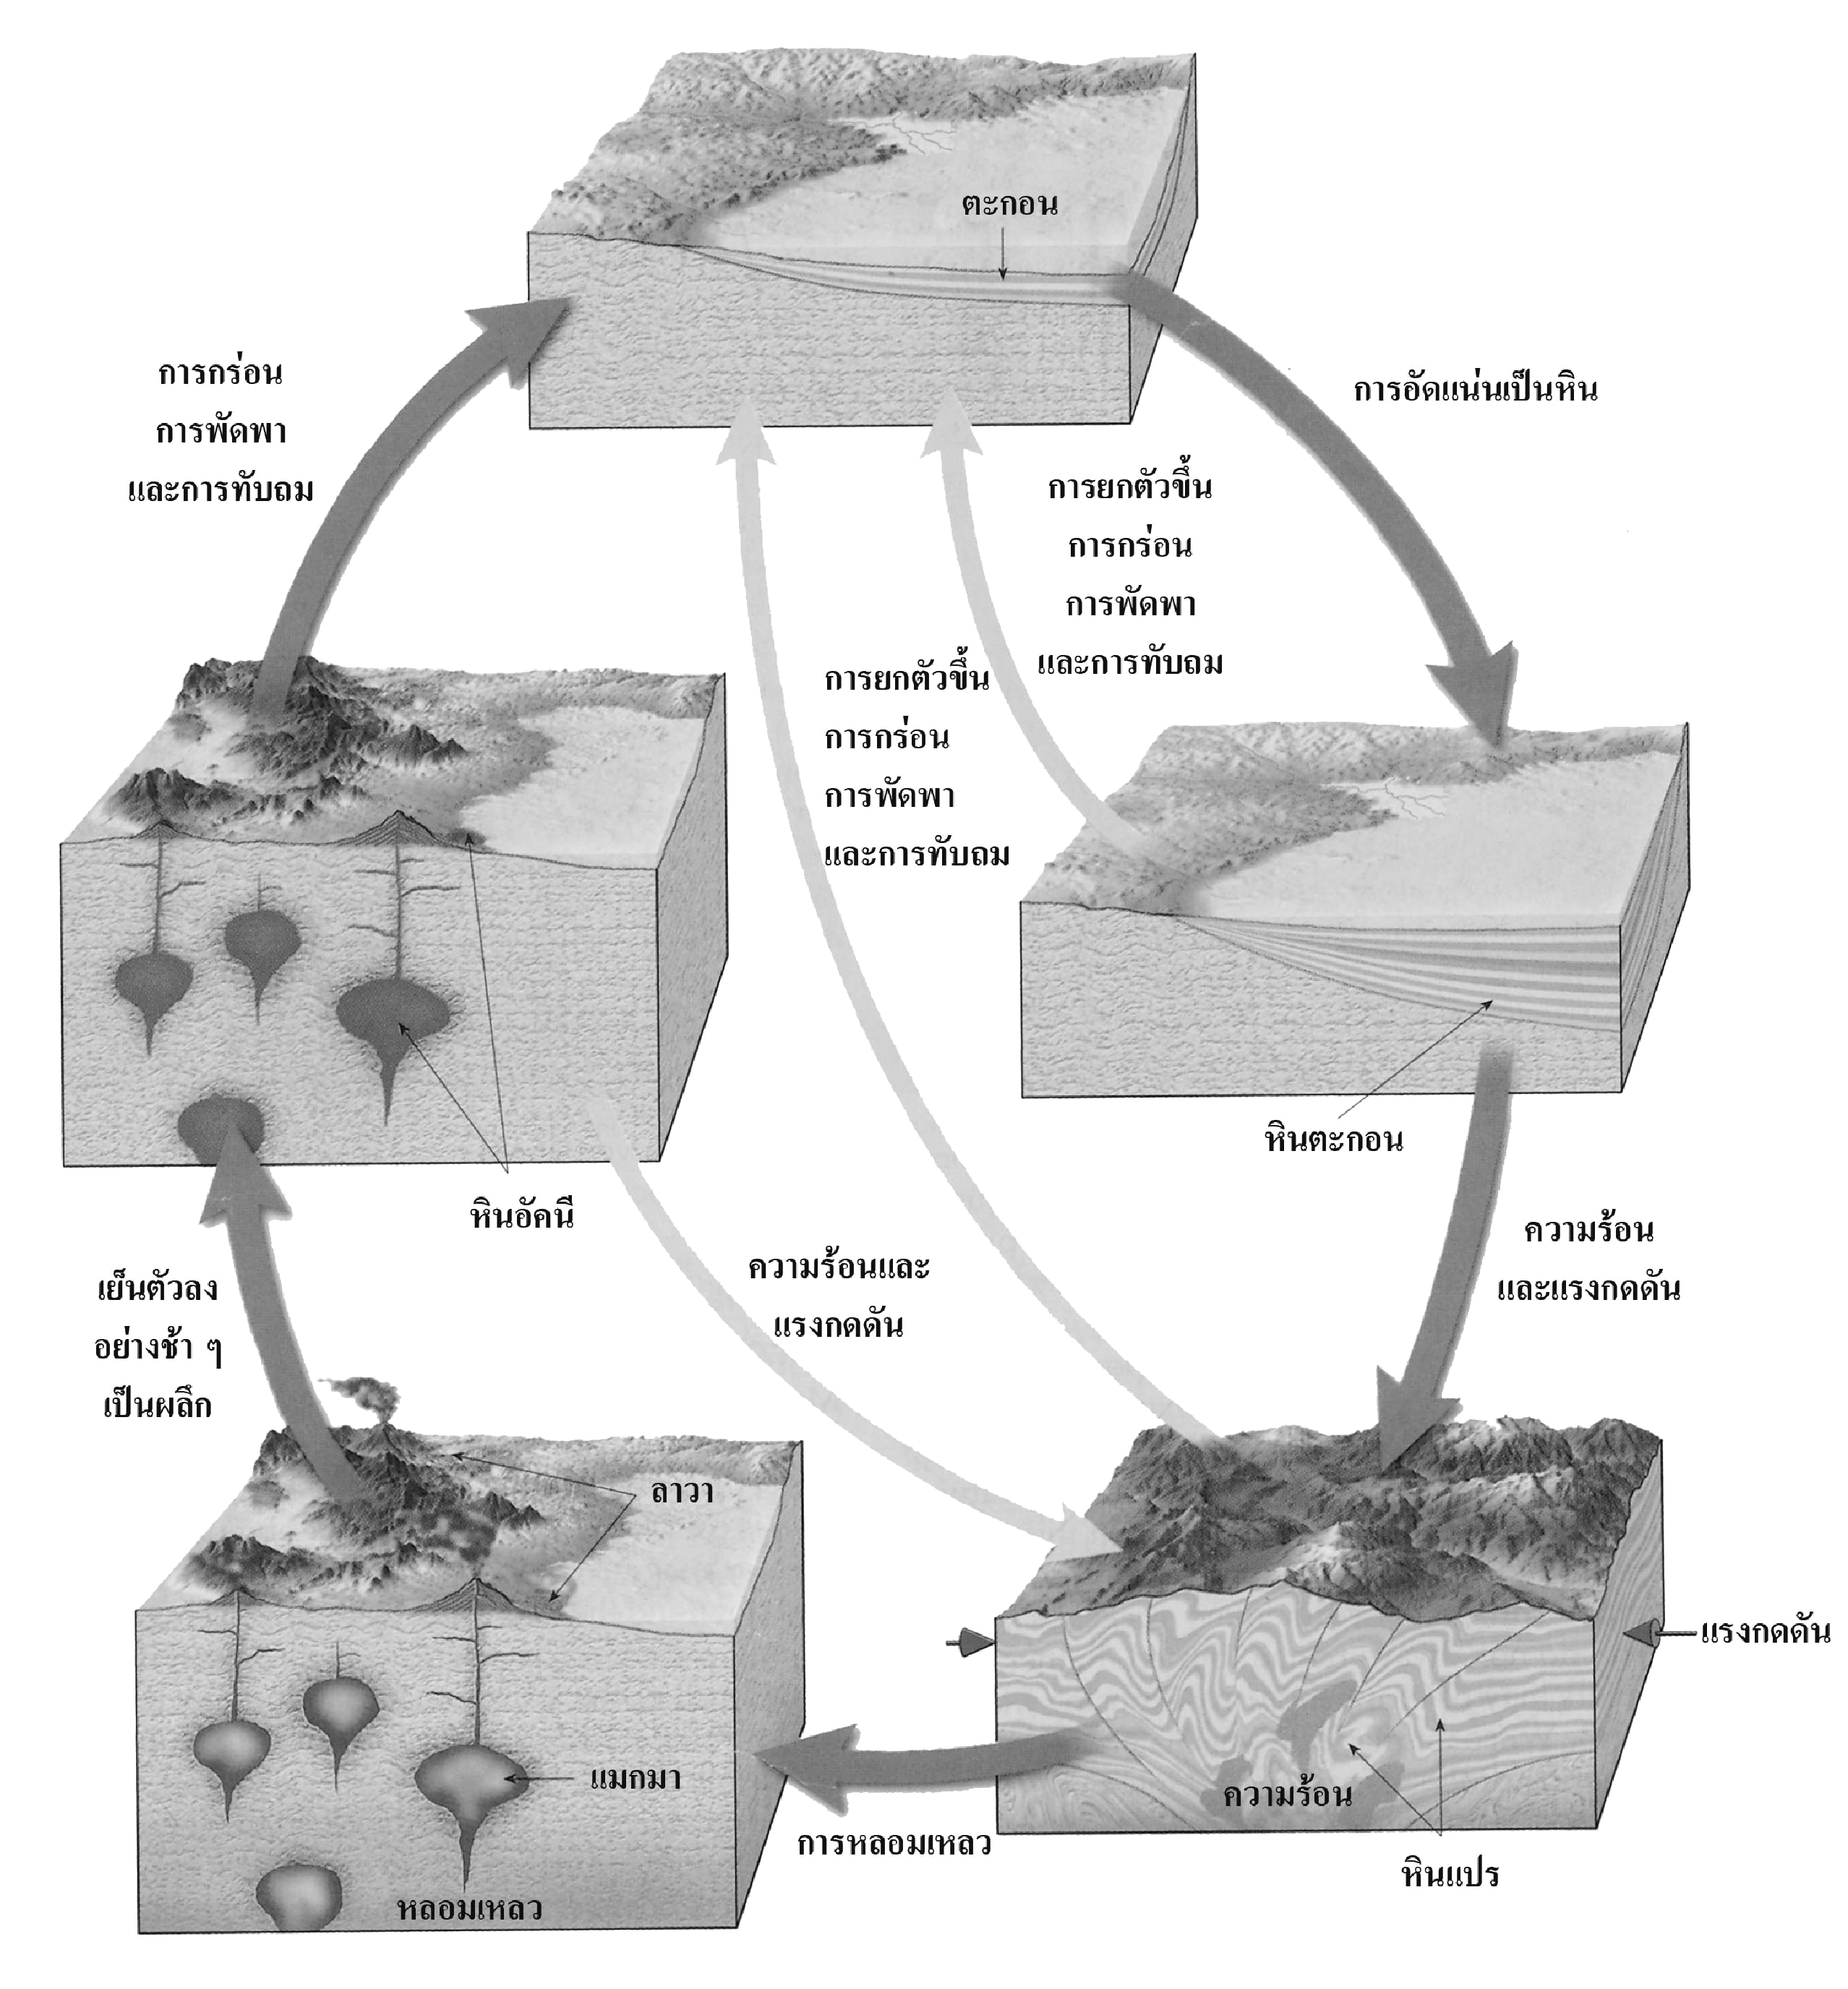 ตะกอน
การกร่อน
การพัดพา
และการทับถม
การอัดแน่นเป็นหิน
การยกตัวขึ้น
การกร่อน
การพัดพา
และการทับถม
การยกตัวขึ้น
การกร่อน
การพัดพา
และการทับถม
หินตะกอน
หินอัคนี
ความร้อน
และแรงกดดัน
ความร้อนและ
แรงกดดัน
เย็นตัวลง
อย่างช้า ๆ
เป็นผลึก
ลาวา
แรงกดดัน
แมกมา
ความร้อน
การหลอมเหลว
หินแปร
หลอมเหลว